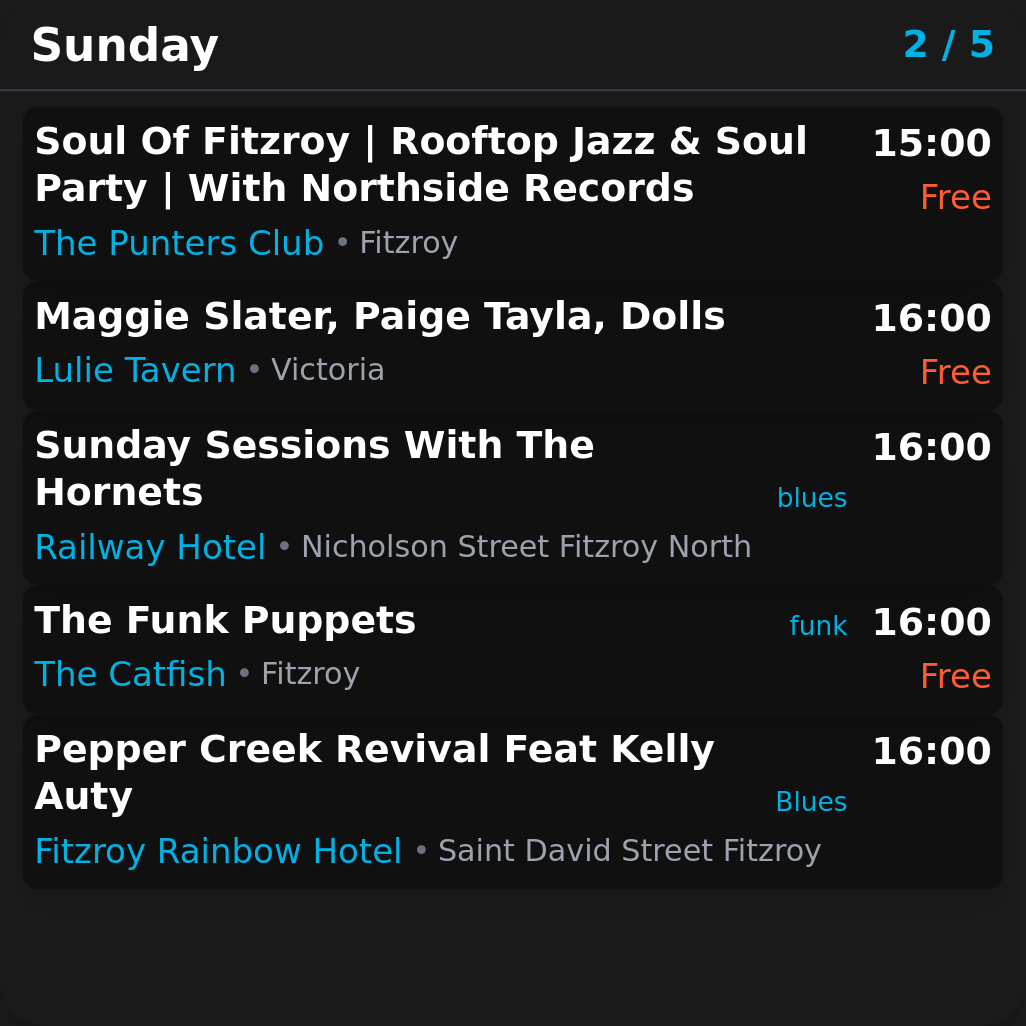 Sunday
2 / 5
Soul Of Fitzroy | Rooftop Jazz & Soul
Party | With Northside Records
15:00
Free
The Punters Club • Fitzroy
Maggie Slater, Paige Tayla, Dolls
16:00
Lulie Tavern • Victoria
Free
Sunday Sessions With The
Hornets
16:00
blues
Railway Hotel • Nicholson Street Fitzroy North
The Funk Puppets
funk
16:00
The Catfish • Fitzroy
Free
Pepper Creek Revival Feat Kelly
Auty
16:00
Blues
Fitzroy Rainbow Hotel • Saint David Street Fitzroy